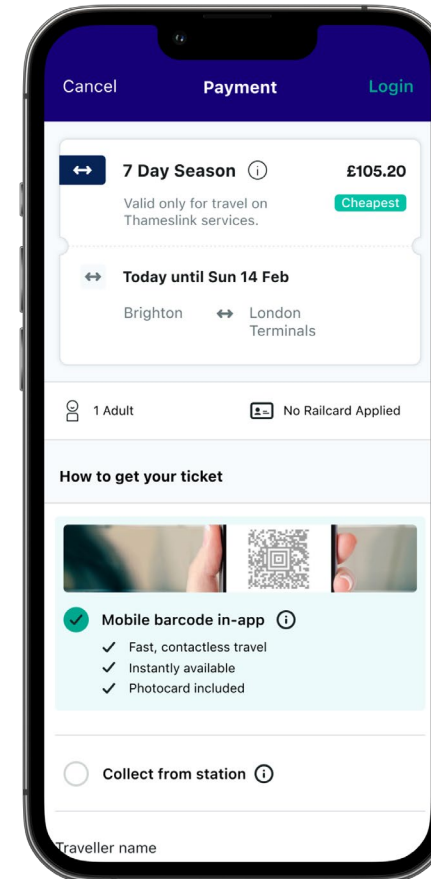 Cancel Payment Login
7 Day Season £105.20
Valid only for travel on Cheapest
Thameslink services.
Today until Sun 14 Feb
Brighton London
Terminals
1 Adult No Railcard Applied
How to get your ticket
Mobile barcode in-app
Fast, contactless travel
Instantly available
Photocard included
Collect from station
Traveller name